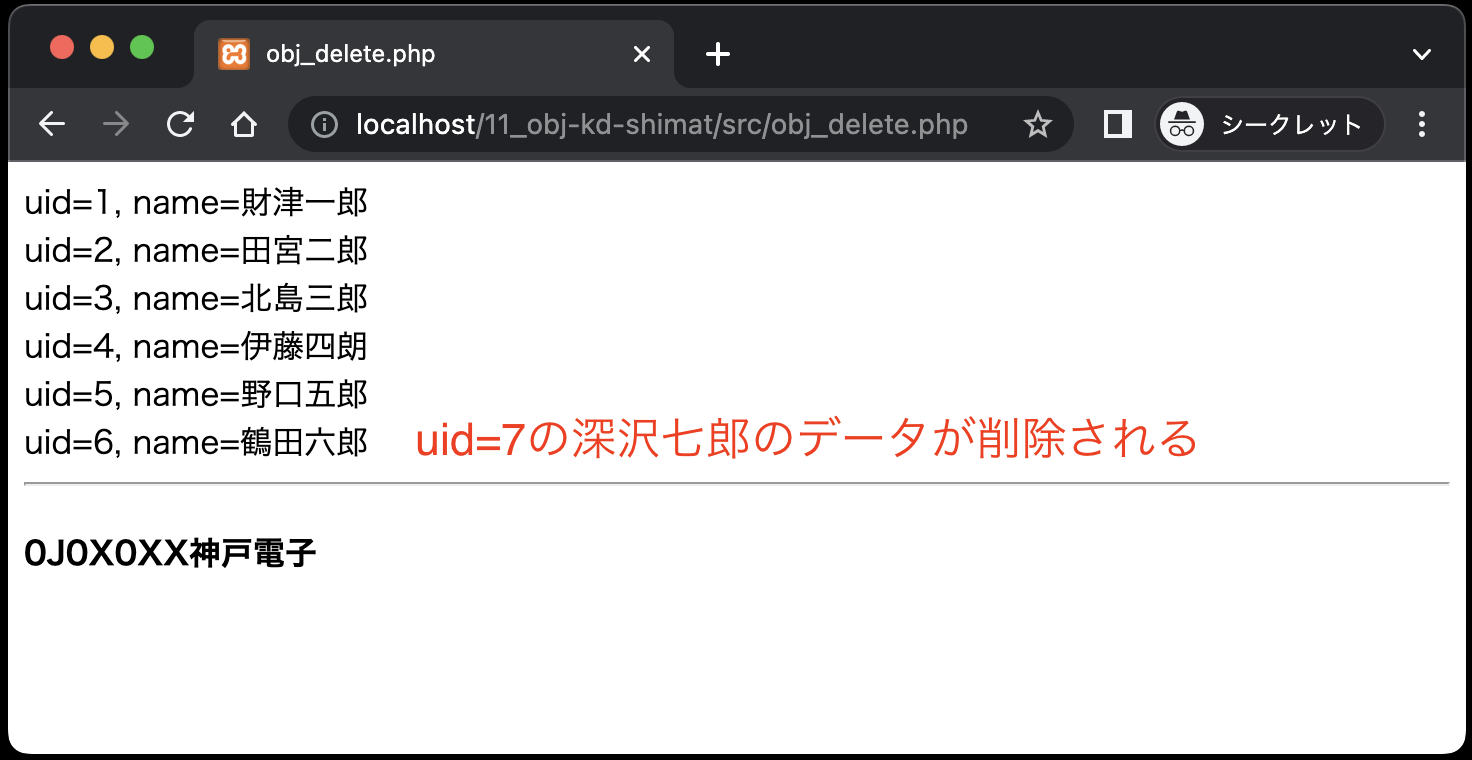 obj_delete.php
localhost/11_obj-kd-shimat/src/obj_delete.php
シークレット
uid=1, name=財津一郎
uid=2, name=田宮二郎
uid=3, name=北島三郎
uid=4, name=伊藤四朗
uid=5, name=野口五郎
uid=6, name=鶴田六郎 uid=7の深沢七郎のデータが削除される
0J0X0XX神戸電子